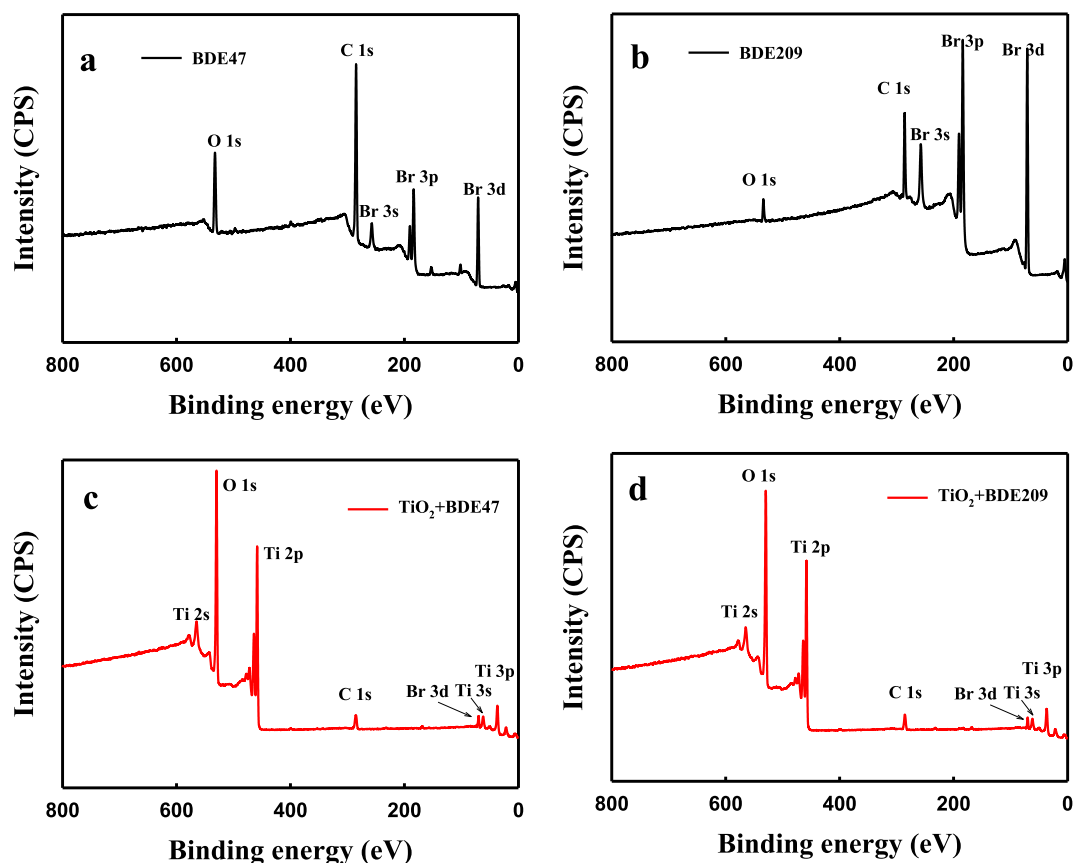 a
BDE47
C 1s
O 1s
Br 3s
Br 3p
Br 3d
Intensity (CPS)
800
600
400
200
0
Binding energy (eV)
b
BDE209
Br 3p
Br 3d
C 1s
Br 3s
O 1s
Intensity (CPS)
800
600
400
200
0
Binding energy (eV)
c
O 1s
TiO₂+BDE47
Ti 2p
Ti 2s
Ti 3p
C 1s
Br 3d
Ti 3s
Intensity (CPS)
800
600
400
200
0
Binding energy (eV)
d
O 1s
TiO₂+BDE209
Ti 2p
Ti 2s
Ti 3p
C 1s
Br 3d
Ti 3s
Intensity (CPS)
800
600
400
200
0
Binding energy (eV)